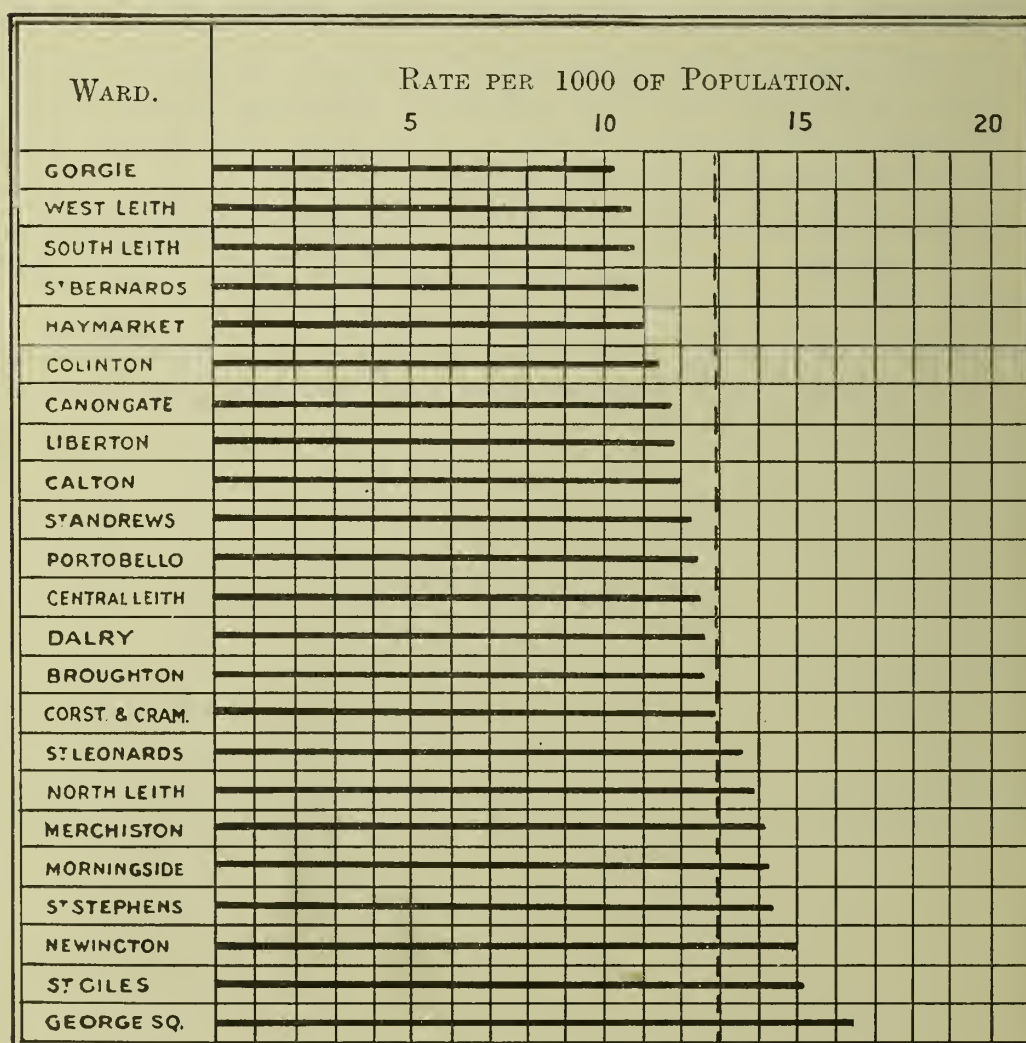 WARD.
RATE PER 1000 OF POPULATION.
5 10 15 20
GORGIE
WEST LEITH
SOUTH LEITH
ST BERNARDS
HAYMARKET
COLINTON
CANONGATE
LIBERTON
CALTON
ST ANDREWS
PORTOBELLO
CENTRAL LEITH
DALRY
BROUGHTON
CORST. & CRAM.
ST LEONARDS
NORTH LEITH
MERCHISTON
MORNINGSIDE
ST STEPHENS
NEWINGTON
ST GILES
GEORGE SQ.